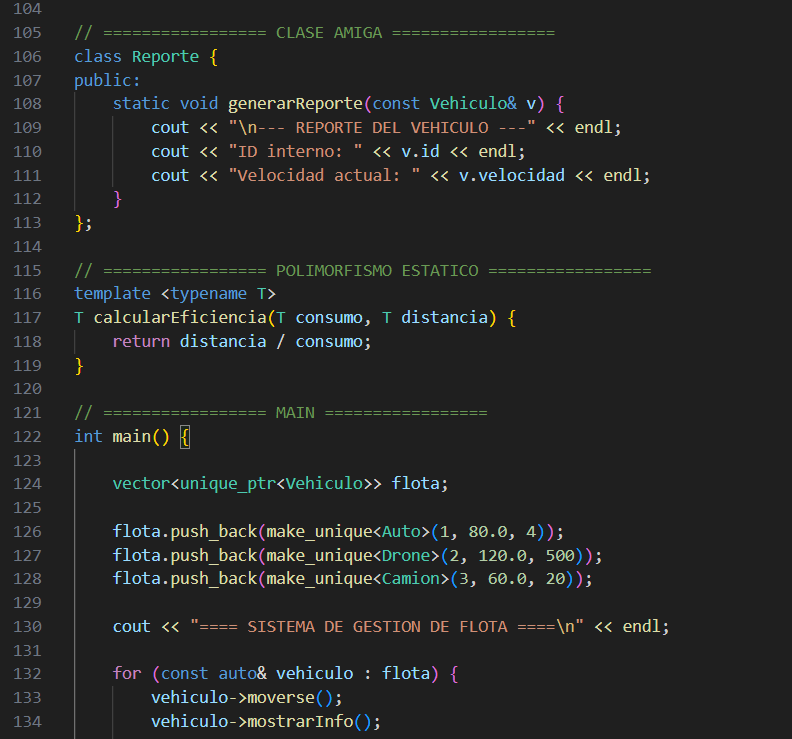 104
105 // ================= CLASE AMIGA =================
106 class Reporte {
107 public:
108     static void generarReporte(const Vehiculo& v) {
109         cout << "\n--- REPORTE DEL VEHICULO ---" << endl;
110         cout << "ID interno: " << v.id << endl;
111         cout << "Velocidad actual: " << v.velocidad << endl;
112     }
113 };
114
115 // ================= POLIMORFISMO ESTATICO =================
116 template <typename T>
117 T calcularEficiencia(T consumo, T distancia) {
118     return distancia / consumo;
119 }
120
121 // ================= MAIN =================
122 int main() {
123
124     vector<unique_ptr<Vehiculo>> flota;
125
126     flota.push_back(make_unique<Auto>(1, 80.0, 4));
127     flota.push_back(make_unique<Drone>(2, 120.0, 500));
128     flota.push_back(make_unique<Camion>(3, 60.0, 20));
129
130     cout << "==== SISTEMA DE GESTION DE FLOTA ====\n" << endl;
131
132     for (const auto& vehiculo : flota) {
133         vehiculo->moverse();
134         vehiculo->mostrarInfo();